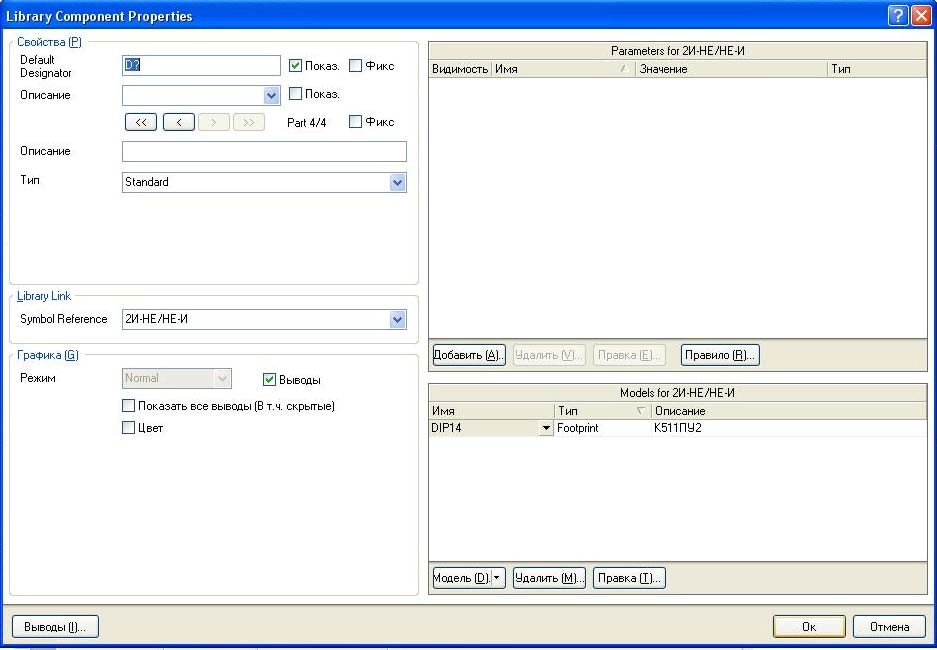 Library Component Properties
Свойства (P)
Default
Designator
D?
Показ.
Фикс
Описание
Показ.
<<
<
>
>>
Part 4/4
Фикс
Описание
Тип
Standard
Library Link
Symbol Reference
2И-НЕ/НЕ-И
Графика (G)
Режим
Normal
Выводы
Показать все выводы (В т.ч. скрытые)
Цвет
Parameters for 2И-НЕ/НЕ-И
Видимость Имя Значение Тип
Добавить (A)..
Удалить (V)...
Правка (E)...
Правило (R)...
Models for 2И-НЕ/НЕ-И
Имя Тип Описание
DIP14 Footprint К511ПУ2
Модель (D).
Удалить (M)...
Правка (T)...
Выводы (I)...
Ок
Отмена